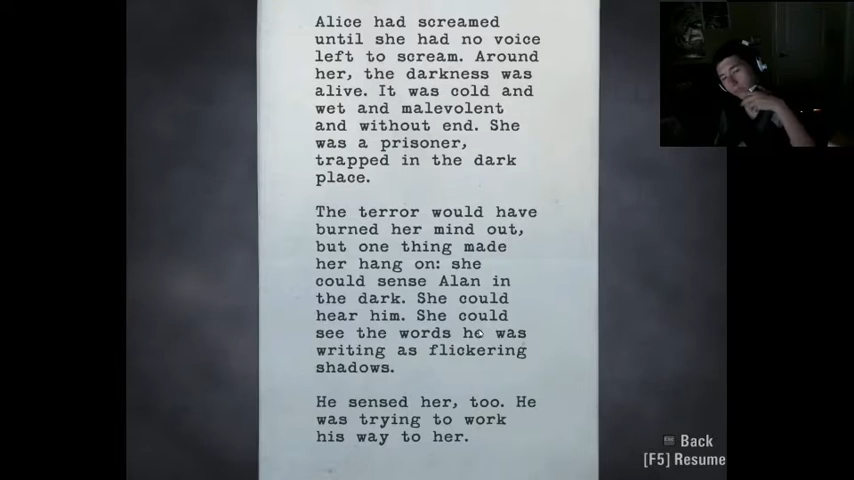 Alice had screamed
until she had no voice
left to scream. Around
her, the darkness was
alive. It was cold and
wet and malevolent
and without end. She
was a prisoner,
trapped in the dark
place.
The terror would have
burned her mind out,
but one thing made
her hang on: she
could sense Alan in
the dark. She could
hear him. She could
see the words he was
writing as flickering
shadows.
He sensed her, too. He
was trying to work
his way to her.
Esc Back
[F5] Resume